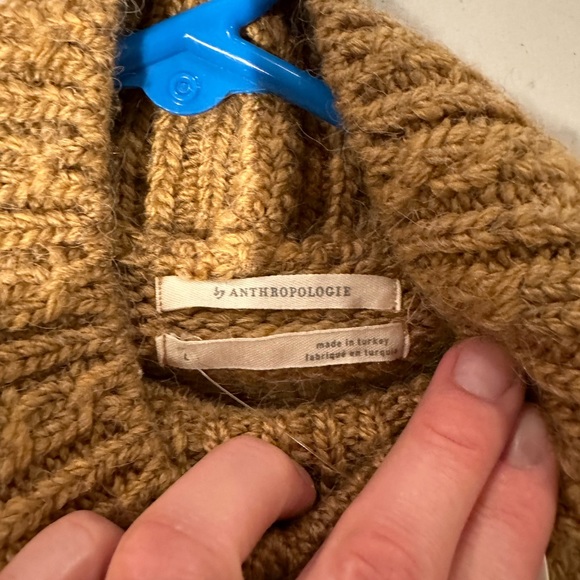 by ANTHROPOLOGIE
L
made in turkey
fabriqué en turquie